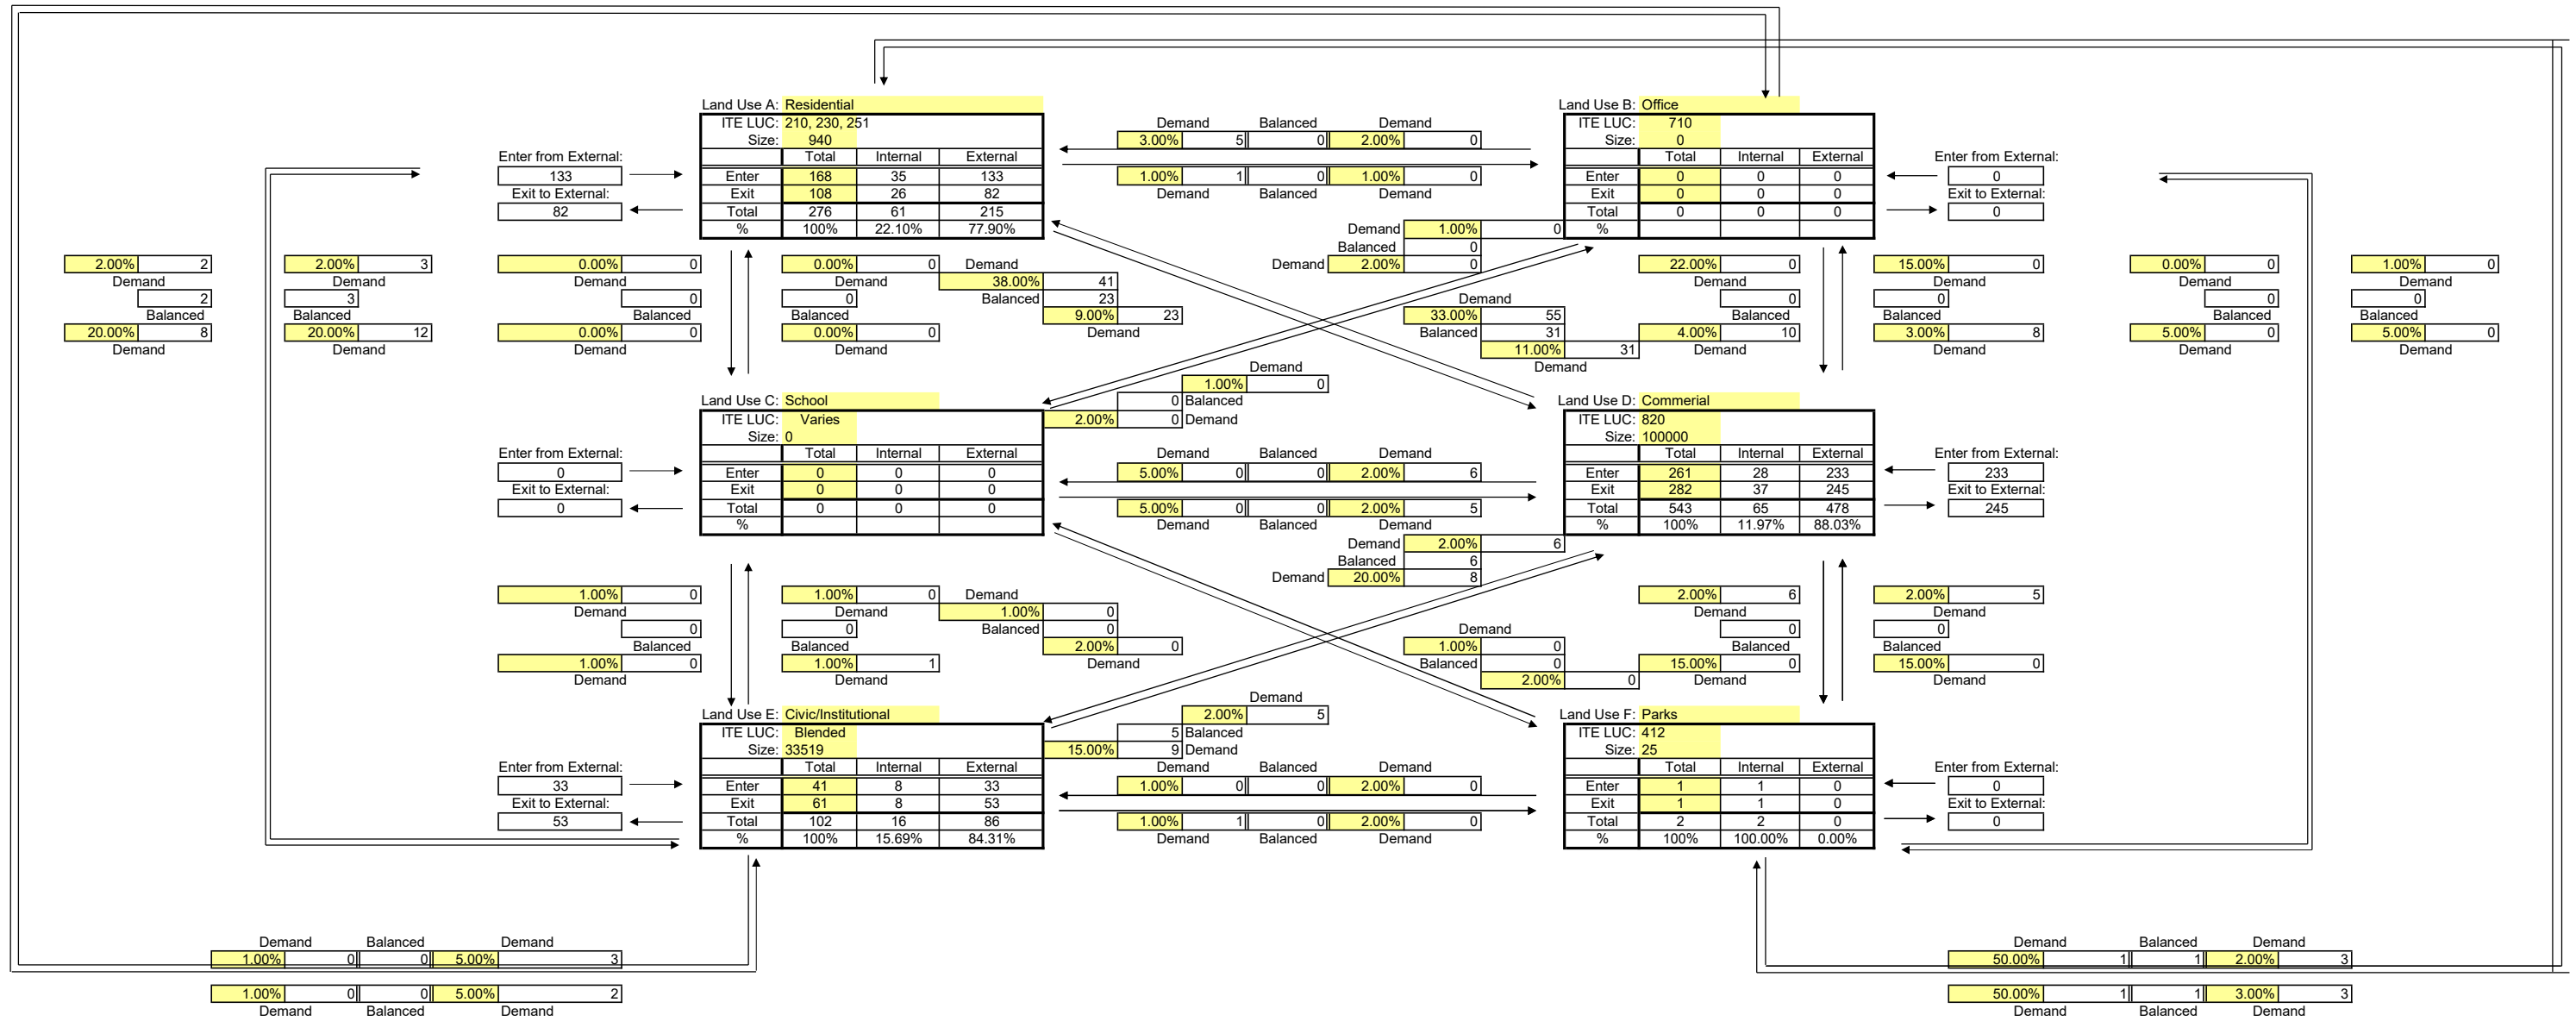 Land Use A: Residential Land Use B: Office
ITE LUC: 210, 230, 251 Demand Balanced Demand ITE LUC: 710
Size: 940 3.00% 5 0 2.00% 0 Size: 0
Enter from External: Total Internal External Total Internal External Enter from External:
133 Enter 168 35 133 1.00% 1 0 1.00% 0 Enter 0 0 0 0
Exit to External: Exit 108 26 82 Demand Balanced Demand Exit 0 0 0 Exit to External:
82 Total 276 61 215 Total 0 0 0 0
% 100% 22.10% 77.90% Demand 1.00% 0 %
Balanced 0
2.00% 2 2.00% 3 0.00% 0 0.00% 0 Demand Demand 2.00% 0 22.00% 0 15.00% 0 0.00% 0 1.00% 0
Demand Demand Demand Demand 38.00% 41 Demand Demand Demand Demand
2 3 0 0 Balanced 23 Demand 0 0 0 0
Balanced Balanced Balanced Balanced 9.00% 23 33.00% 55 Balanced Balanced Balanced Balanced
20.00% 8 20.00% 12 0.00% 0 0.00% 0 Demand Balanced 31 4.00% 10 3.00% 8 5.00% 0 5.00% 0
Demand Demand Demand Demand 11.00% 31 Demand Demand Demand Demand
Demand
Demand
1.00% 0
Land Use C: School 0 Balanced Land Use D: Commerial
ITE LUC: Varies 2.00% 0 Demand ITE LUC: 820
Size: 0 Size: 100000
Enter from External: Total Internal External Demand Balanced Demand Total Internal External Enter from External:
0 Enter 0 0 0 5.00% 0 0 2.00% 6 Enter 261 28 233 233
Exit to External: Exit 0 0 0 Exit 282 37 245 Exit to External:
0 Total 0 0 0 5.00% 0 0 2.00% 5 Total 543 65 478 245
% Demand Balanced Demand % 100% 11.97% 88.03%
Demand 2.00% 6
Balanced 6
Demand 20.00% 8
1.00% 0 1.00% 0 Demand 2.00% 6 2.00% 5
Demand Demand 1.00% 0 Demand Demand
0 0 Balanced 0 Demand 0 0
Balanced Balanced 2.00% 0 1.00% 0 Balanced Balanced
1.00% 0 1.00% 1 Demand Balanced 0 15.00% 0 15.00% 0
Demand Demand 2.00% 0 Demand Demand
Demand
Land Use E: Civic/Institutional 2.00% 5 Land Use F: Parks
ITE LUC: Blended 5 Balanced ITE LUC: 412
Size: 33519 15.00% 9 Demand Size: 25
Enter from External: Total Internal External Demand Balanced Demand Total Internal External Enter from External:
33 Enter 41 8 33 1.00% 0 0 2.00% 0 Enter 1 1 0 0
Exit to External: Exit 61 8 53 Exit 1 1 0 Exit to External:
53 Total 102 16 86 1.00% 1 0 2.00% 0 Total 2 2 0 0
% 100% 15.69% 84.31% Demand Balanced Demand % 100% 100.00% 0.00%
Demand Balanced Demand Demand Balanced Demand
1.00% 0 0 5.00% 3 50.00% 1 1 2.00% 3
1.00% 0 0 5.00% 2 50.00% 1 1 3.00% 3
Demand Balanced Demand Demand Balanced Demand